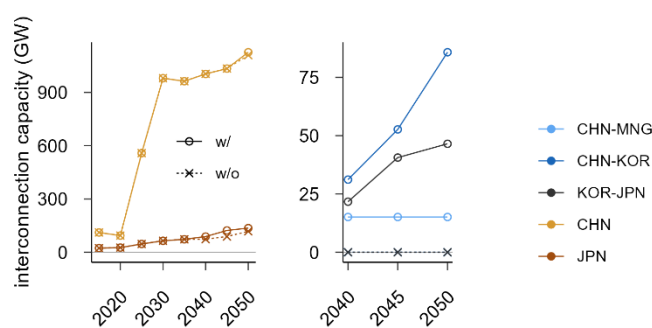 interconnection capacity (GW)
900
600
300
0
2020
2030
2040
2050
w/
w/o
75
50
25
0
2040
2045
2050
CHN-MNG
CHN-KOR
KOR-JPN
CHN
JPN